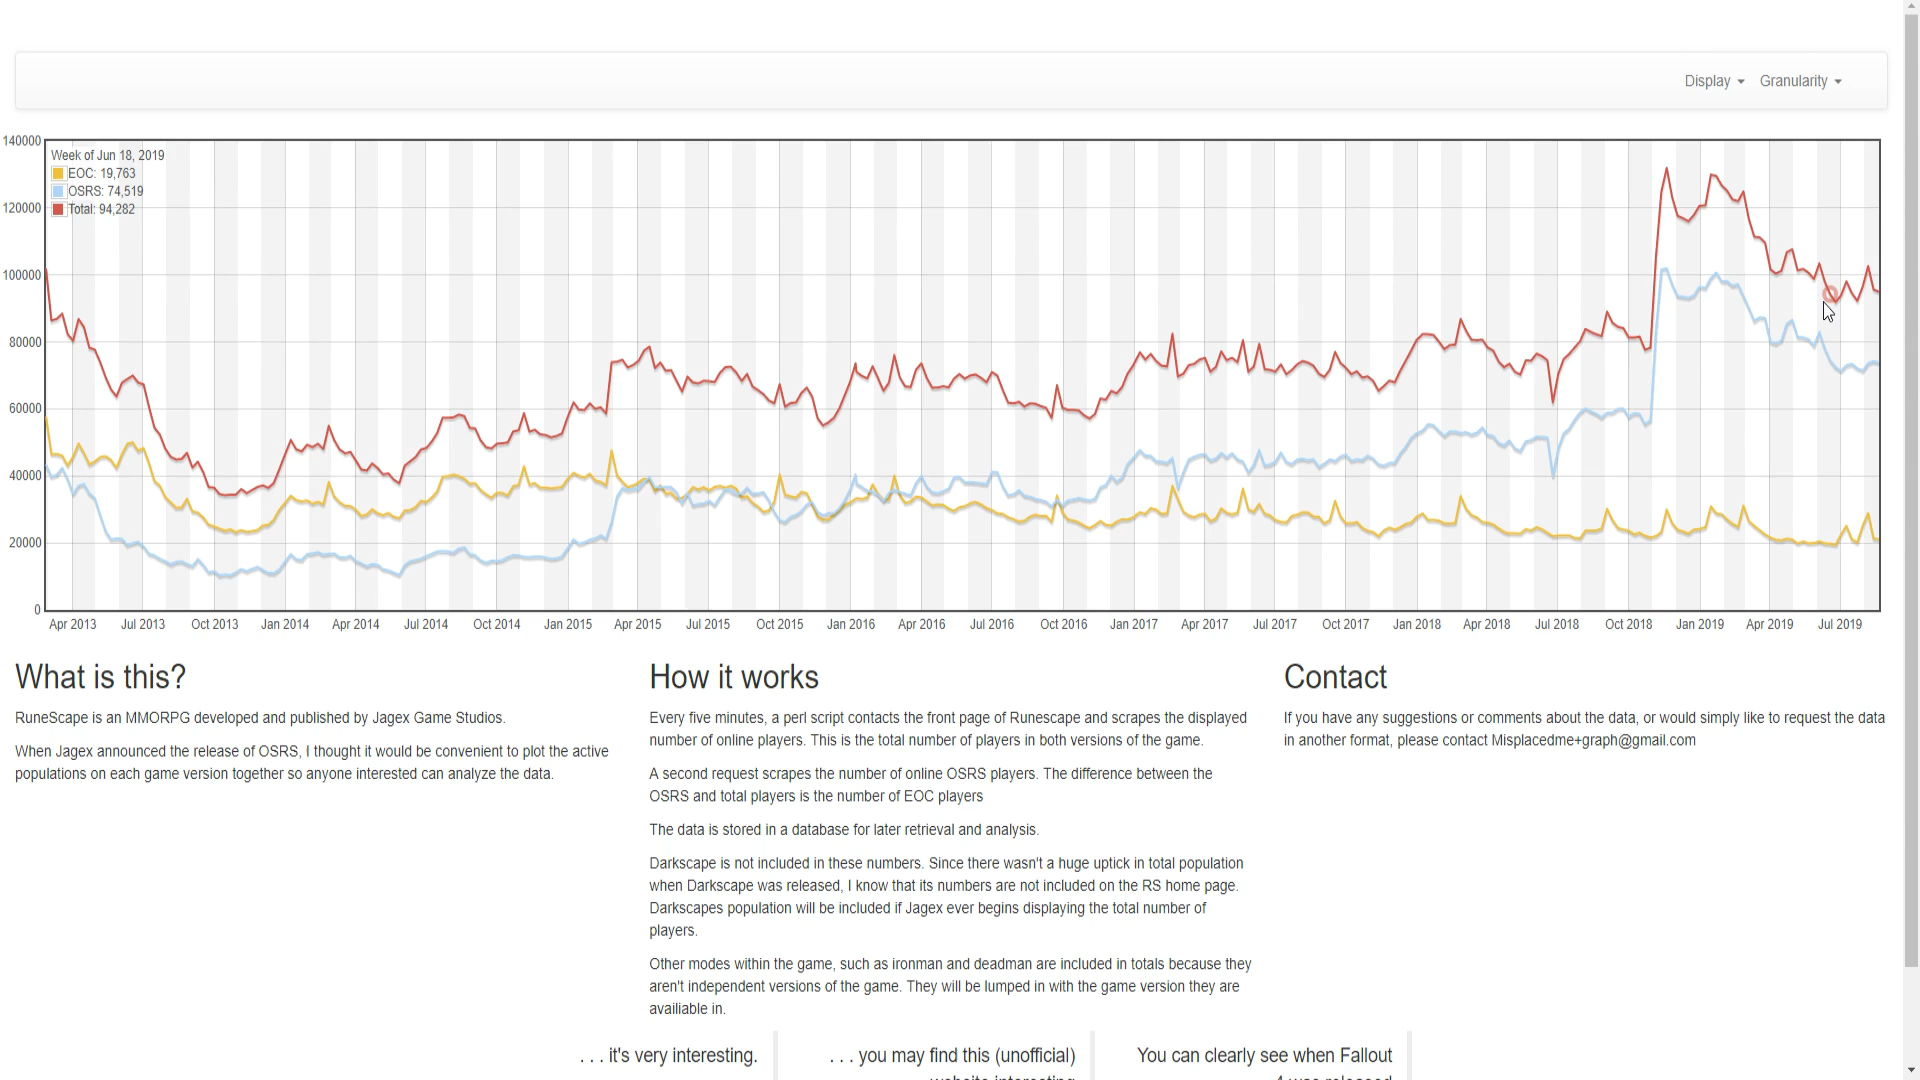 Display Granularity
140000
120000
100000
80000
60000
40000
20000
0
Week of Jun 18, 2019
EOC: 19,763
OSRS: 74,519
Total: 94,282
Apr 2013 Jul 2013 Oct 2013 Jan 2014 Apr 2014 Jul 2014 Oct 2014 Jan 2015 Apr 2015 Jul 2015 Oct 2015 Jan 2016 Apr 2016 Jul 2016 Oct 2016 Jan 2017 Apr 2017 Jul 2017 Oct 2017 Jan 2018 Apr 2018 Jul 2018 Oct 2018 Jan 2019 Apr 2019 Jul 2019
What is this?
RuneScape is an MMORPG developed and published by Jagex Game Studios.
When Jagex announced the release of OSRS, I thought it would be convenient to plot the active
populations on each game version together so anyone interested can analyze the data.
How it works
Every five minutes, a perl script contacts the front page of Runescape and scrapes the displayed
number of online players. This is the total number of players in both versions of the game.
A second request scrapes the number of online OSRS players. The difference between the
OSRS and total players is the number of EOC players
The data is stored in a database for later retrieval and analysis.
Darkscape is not included in these numbers. Since there wasn't a huge uptick in total population
when Darkscape was released, I know that its numbers are not included on the RS home page.
Darkscapes population will be included if Jagex ever begins displaying the total number of
players.
Other modes within the game, such as ironman and deadman are included in totals because they
aren't independent versions of the game. They will be lumped in with the game version they are
availiable in.
Contact
If you have any suggestions or comments about the data, or would simply like to request the data
in another format, please contact Misplacedme+graph@gmail.com
. . . it's very interesting.
. . . you may find this (unofficial)
website interesting
You can clearly see when Fallout
4 was released